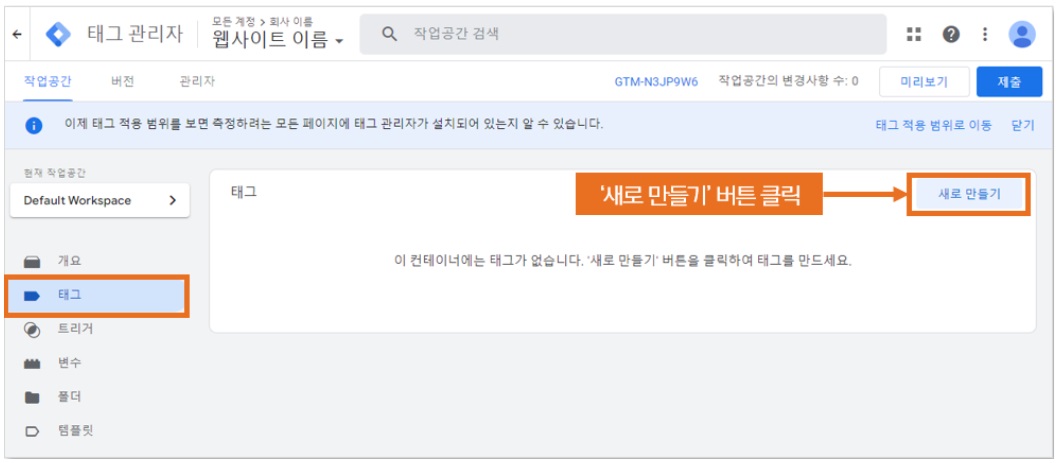 모든 계정 > 회사 이름
태그 관리자 웹사이트 이름 작업공간 검색
작업공간 버전 관리자 GTM-N3JP9W6 작업공간의 변경사항 수: 0 미리보기 제출
이제 태그 적용 범위를 보면 측정하려는 모든 페이지에 태그 관리자가 설치되어 있는지 알 수 있습니다. 태그 적용 범위로 이동 닫기
현재 작업공간
Default Workspace
태그 '새로 만들기' 버튼 클릭 새로 만들기
이 컨테이너에는 태그가 없습니다. '새로 만들기' 버튼을 클릭하여 태그를 만드세요.
개요
태그
트리거
변수
폴더
템플릿